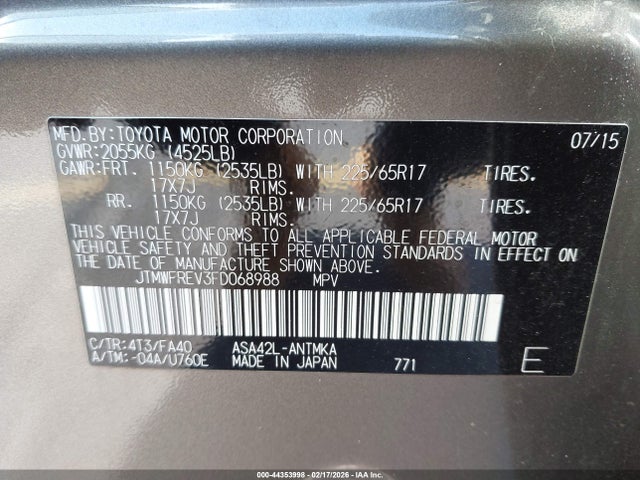 MFD.BY:TOYOTA MOTOR CORPORATION 07/15
GVWR:2055KG (4525LB)
GAWR:FRT. 1150KG (2535LB) WITH 225/65R17 TIRES.
17X7J RIMS.
RR. 1150KG (2535LB) WITH 225/65R17 TIRES.
17X7J RIMS.
THIS VEHICLE CONFORMS TO ALL APPLICABLE FEDERAL MOTOR
VEHICLE SAFETY AND THEFT PREVENTION STANDARDS IN EFFECT ON
THE DATE OF MANUFACTURE SHOWN ABOVE.
JTMWFREV3FD068988 MPV
C/TR:4T3/FA40 ASA42L-ANTMKA
A/TM:-04A/U760E MADE IN JAPAN 771 E
000-44353998 - 02/17/2026 - IAA Inc.